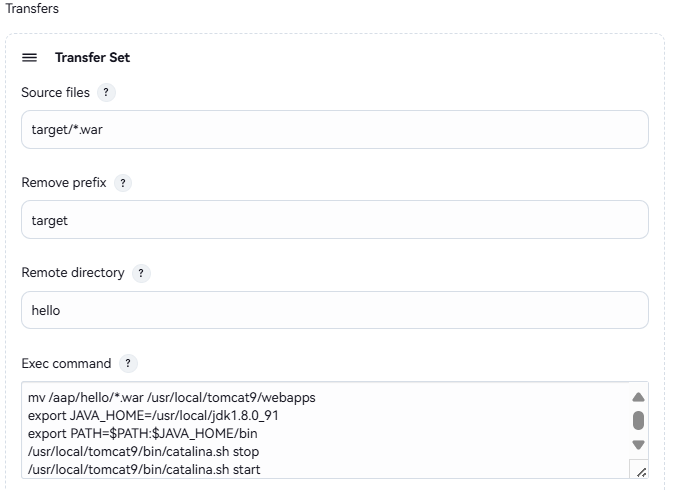 Transfers
Transfer Set
Source files ?
target/*.war
Remove prefix ?
target
Remote directory ?
hello
Exec command ?
mv /aap/hello/*.war /usr/local/tomcat9/webapps
export JAVA_HOME=/usr/local/jdk1.8.0_91
export PATH=$PATH:$JAVA_HOME/bin
/usr/local/tomcat9/bin/catalina.sh stop
/usr/local/tomcat9/bin/catalina.sh start